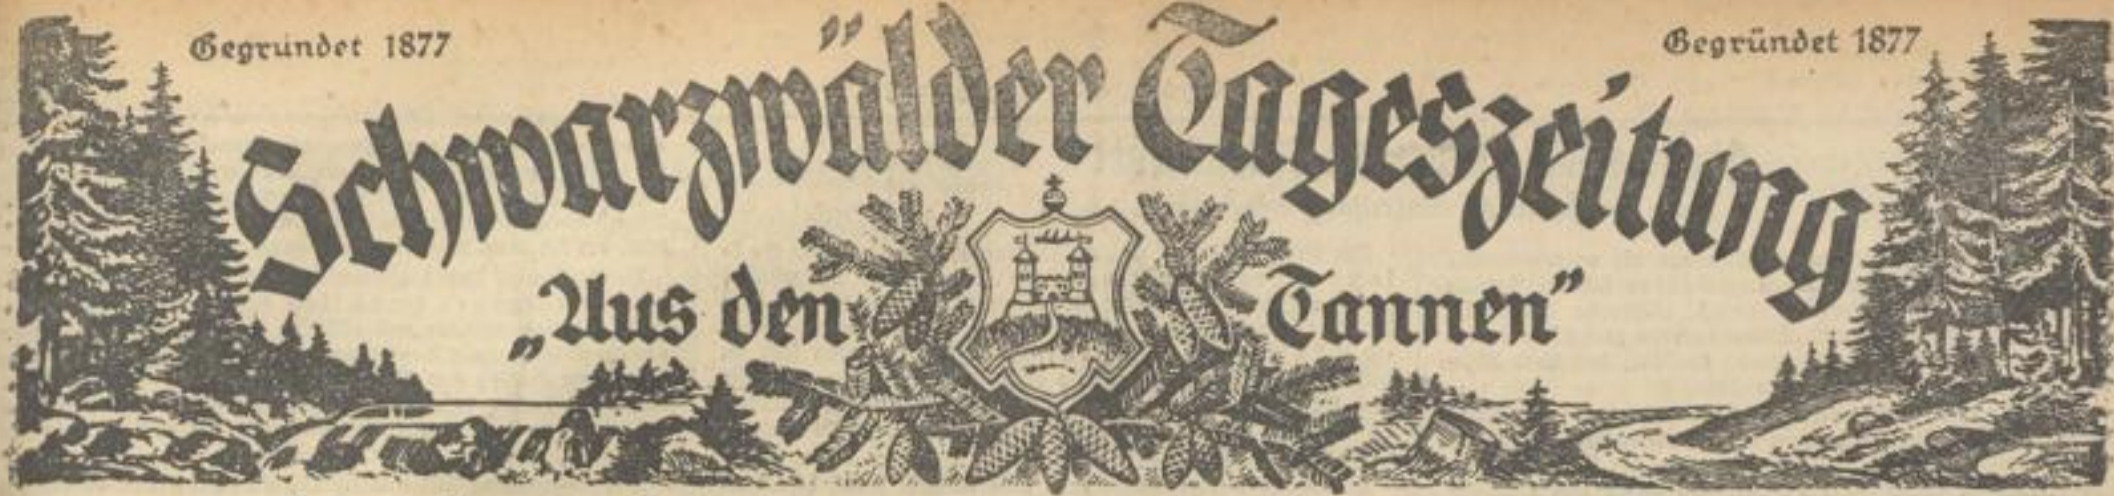 Gegründet 1877
Gegründet 1877
Schwarzwälder Tageszeitung
„Aus den Tannen"